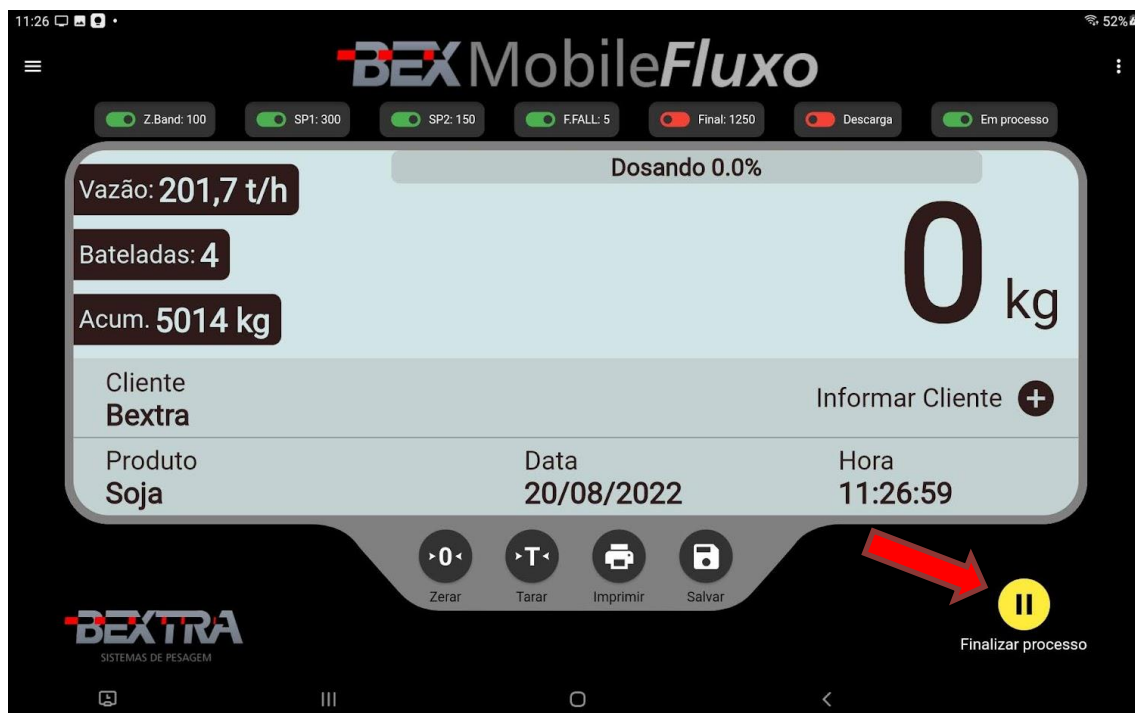 11:26
52%
BEX MobileFluxo
Z.Band: 100 SP1: 300 SP2: 150 F.FALL: 5 Final: 1250 Descarga Em processo
Dosando 0.0%
Vazão: 201,7 t/h
Bateladas: 4
Acum. 5014 kg
0 kg
Cliente
Bextra
Informar Cliente
Produto
Soja
Data
20/08/2022
Hora
11:26:59
>0< >T<
Zerar Tarar Imprimir Salvar
Finalizar processo
BEXTRA
SISTEMAS DE PESAGEM